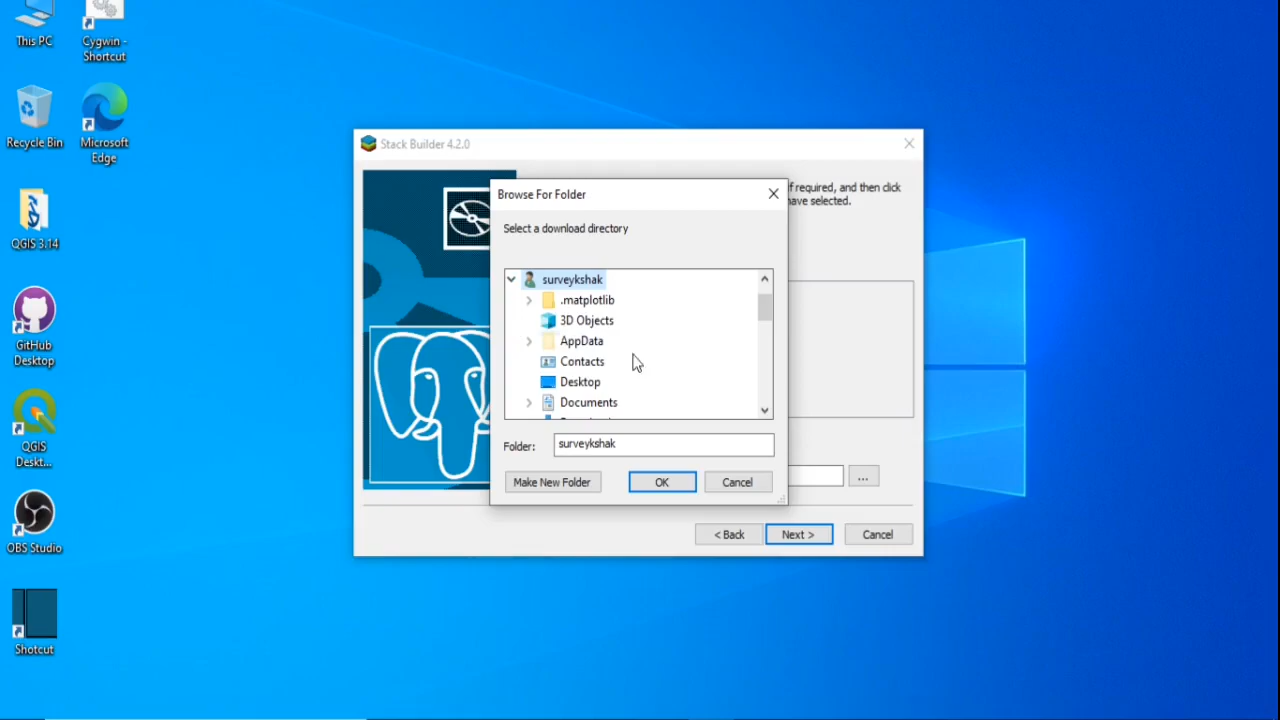 This PC
Cygwin -
Shortcut
Recycle Bin
Microsoft
Edge
QGIS 3.14
GitHub
Desktop
QGIS
Deskt...
OBS Studio
Shotcut
Stack Builder 4.2.0
if required, and then click
have selected.
Browse For Folder
Select a download directory
surveykshak
.matplotlib
3D Objects
AppData
Contacts
Desktop
Documents
Folder: surveykshak
Make New Folder OK Cancel
...
< Back Next > Cancel